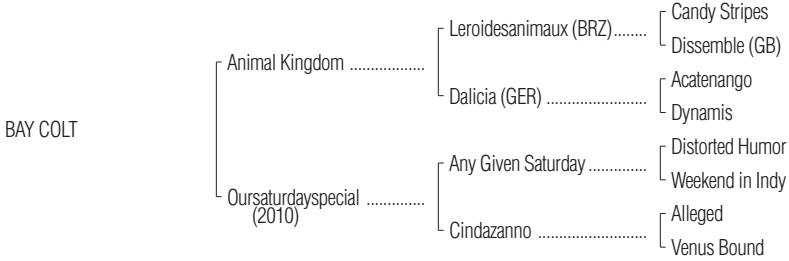 Candy Stripes
Leroidesanimaux (BRZ)........
Dissemble (GB)
Animal Kingdom ..................
Acatenango
Dalicia (GER) ........................
Dynamis
BAY COLT
Distorted Humor
Any Given Saturday ..............
Weekend in Indy
Oursaturdayspecial ..............
(2010)
Alleged
Cindazanno ..........................
Venus Bound